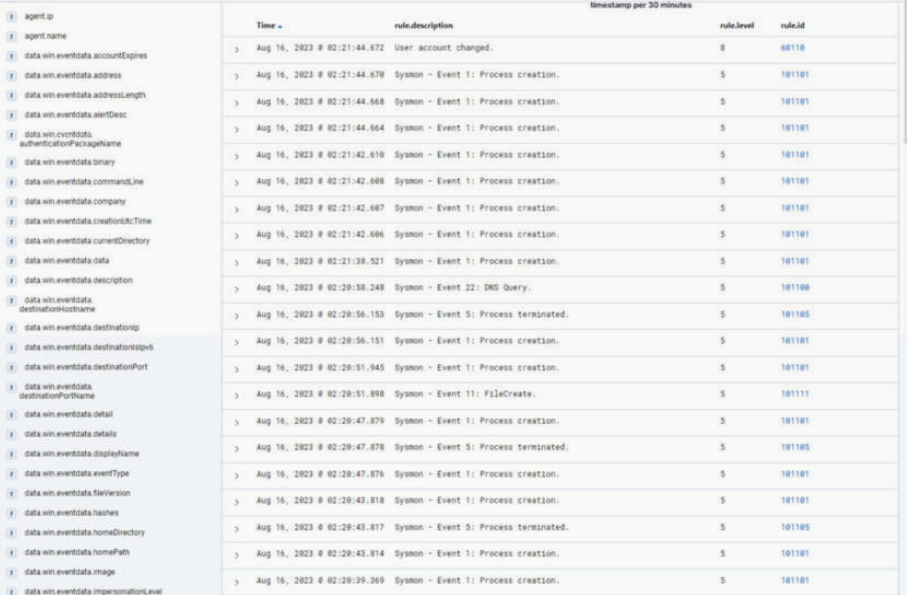 agent.ip
agent.name
data.win.eventdata.accountExpires
data.win.eventdata.address
data.win.eventdata.addressLength
data.win.eventdata.alertDesc
data.win.eventdata.
authenticationPackageName
data.win.eventdata.binary
data.win.eventdata.commandLine
data.win.eventdata.company
data.win.eventdata.creationUtcTime
data.win.eventdata.currentDirectory
data.win.eventdata.data
data.win.eventdata.description
data.win.eventdata.
destinationHostname
data.win.eventdata.destinationIp
data.win.eventdata.destinationIsIpv6
data.win.eventdata.destinationPort
data.win.eventdata.
destinationPortName
data.win.eventdata.detail
data.win.eventdata.details
data.win.eventdata.displayName
data.win.eventdata.eventType
data.win.eventdata.fileVersion
data.win.eventdata.hashes
data.win.eventdata.homeDirectory
data.win.eventdata.homePath
data.win.eventdata.image
data.win.eventdata.impersonationLevel
timestamp per 30 minutes
Time rule.description rule.level rule.id
Aug 16, 2023 @ 02:21:44.672 User account changed. 8 60110
Aug 16, 2023 @ 02:21:44.670 Sysmon - Event 1: Process creation. 5 101101
Aug 16, 2023 @ 02:21:44.668 Sysmon - Event 1: Process creation. 5 101101
Aug 16, 2023 @ 02:21:44.664 Sysmon - Event 1: Process creation. 5 101101
Aug 16, 2023 @ 02:21:42.610 Sysmon - Event 1: Process creation. 5 101101
Aug 16, 2023 @ 02:21:42.608 Sysmon - Event 1: Process creation. 5 101101
Aug 16, 2023 @ 02:21:42.607 Sysmon - Event 1: Process creation. 5 101101
Aug 16, 2023 @ 02:21:42.606 Sysmon - Event 1: Process creation. 5 101101
Aug 16, 2023 @ 02:21:38.521 Sysmon - Event 1: Process creation. 5 101101
Aug 16, 2023 @ 02:20:58.248 Sysmon - Event 22: DNS Query. 5 101100
Aug 16, 2023 @ 02:20:56.153 Sysmon - Event 5: Process terminated. 5 101105
Aug 16, 2023 @ 02:20:56.151 Sysmon - Event 1: Process creation. 5 101101
Aug 16, 2023 @ 02:20:51.945 Sysmon - Event 1: Process creation. 5 101101
Aug 16, 2023 @ 02:20:51.898 Sysmon - Event 11: FileCreate. 5 101111
Aug 16, 2023 @ 02:20:47.879 Sysmon - Event 1: Process creation. 5 101101
Aug 16, 2023 @ 02:20:47.878 Sysmon - Event 5: Process terminated. 5 101105
Aug 16, 2023 @ 02:20:47.876 Sysmon - Event 1: Process creation. 5 101101
Aug 16, 2023 @ 02:20:43.818 Sysmon - Event 1: Process creation. 5 101101
Aug 16, 2023 @ 02:20:43.817 Sysmon - Event 5: Process terminated. 5 101105
Aug 16, 2023 @ 02:20:43.814 Sysmon - Event 1: Process creation. 5 101101
Aug 16, 2023 @ 02:20:39.369 Sysmon - Event 1: Process creation. 5 101101